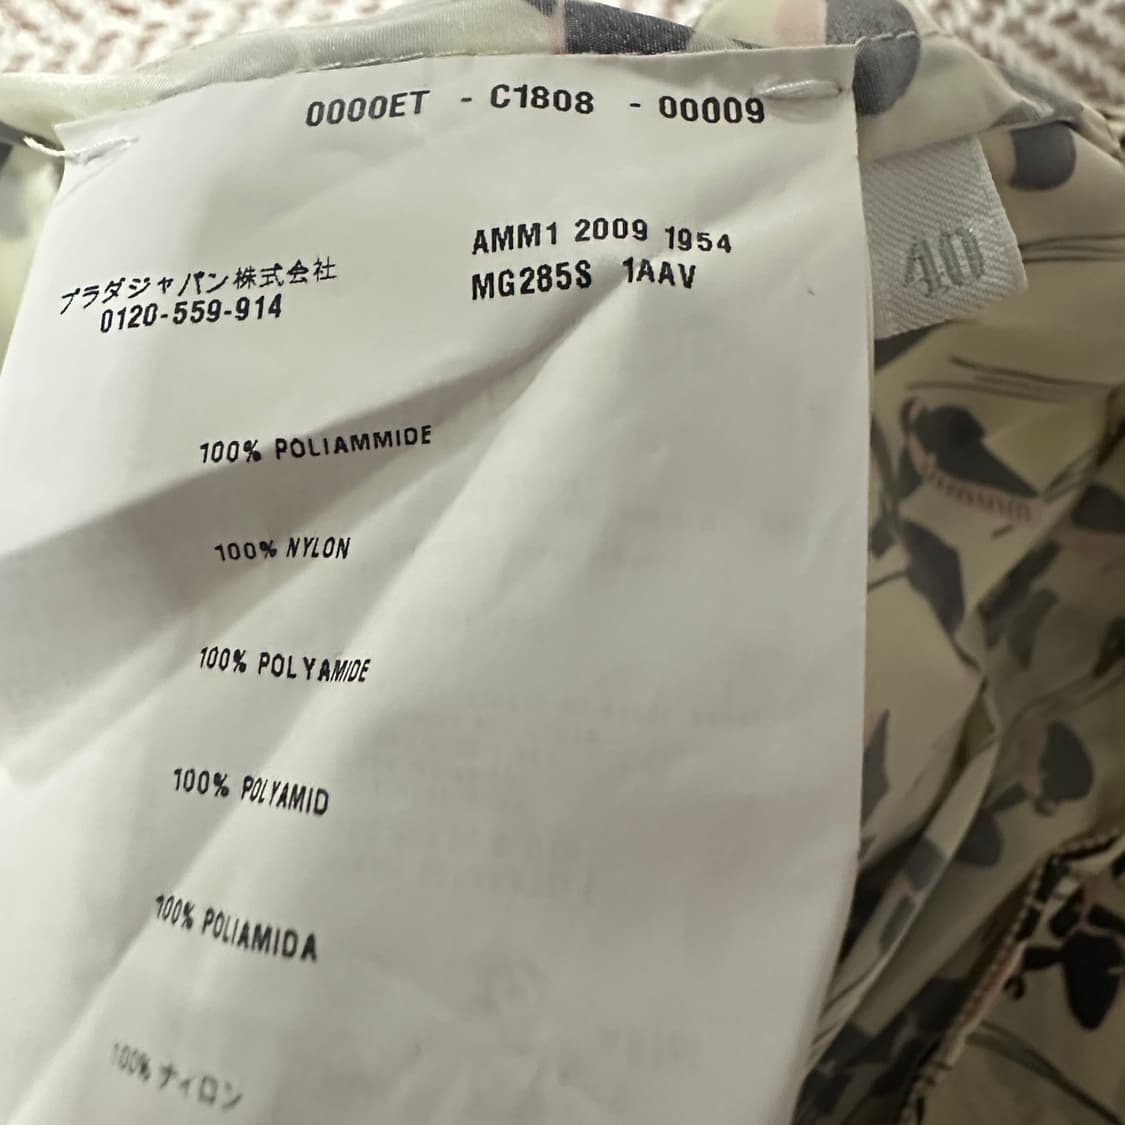 0000ET - C1808 - 00009
AMM1 2009 1954
MG285S 1AAV
プラダジャパン株式会社
0120-559-914
40
100% POLIAMMIDE
100% NYLON
100% POLYAMIDE
100% POLYAMID
100% POLIAMIDA
100% ナイロン